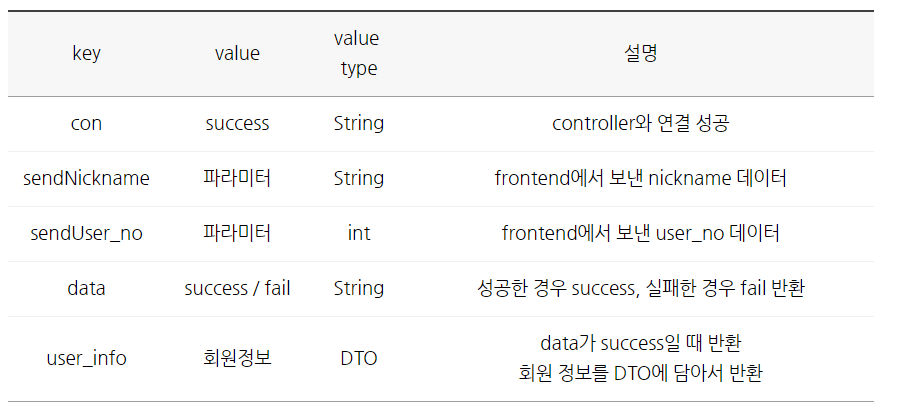 key value value type 설명
con success String controller와 연결 성공
sendNickname 파라미터 String frontend에서 보낸 nickname 데이터
sendUser_no 파라미터 int frontend에서 보낸 user_no 데이터
data success / fail String 성공한 경우 success, 실패한 경우 fail 반환
user_info 회원정보 DTO data가 success일 때 반환
회원 정보를 DTO에 담아서 반환